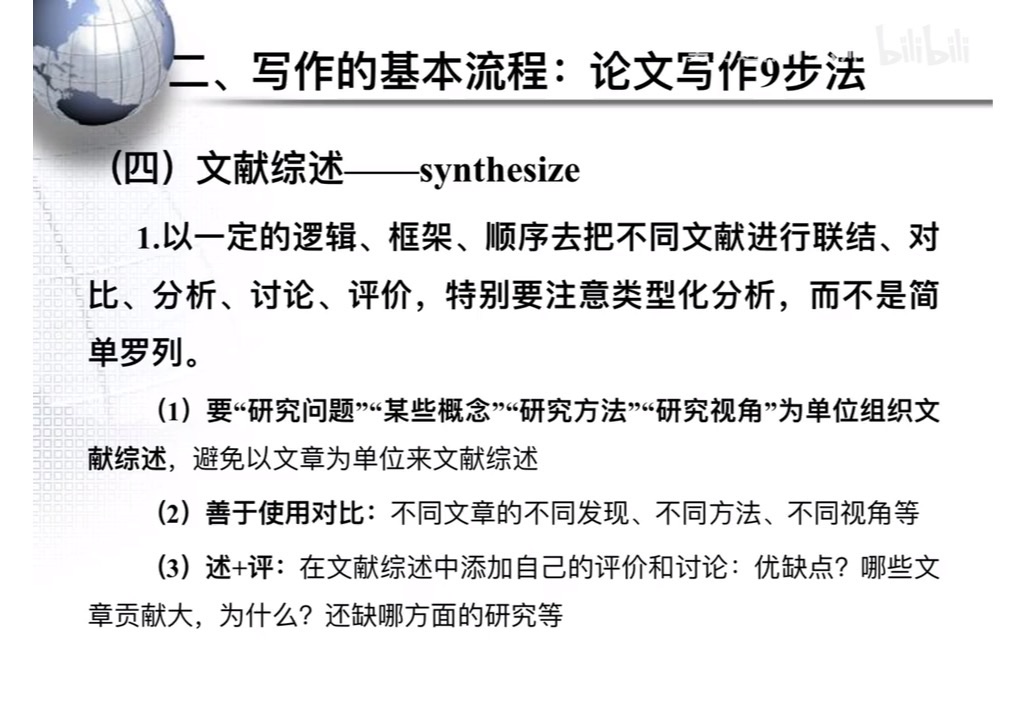 bilibili
二、写作的基本流程：论文写作9步法
（四）文献综述——synthesize
1.以一定的逻辑、框架、顺序去把不同文献进行联结、对
比、分析、讨论、评价，特别要注意类型化分析，而不是简
单罗列。
（1）要“研究问题”“某些概念”“研究方法”“研究视角”为单位组织文
献综述，避免以文章为单位来文献综述
（2）善于使用对比：不同文章的不同发现、不同方法、不同视角等
（3）述+评：在文献综述中添加自己的评价和讨论：优缺点？哪些文
章贡献大，为什么？还缺哪方面的研究等